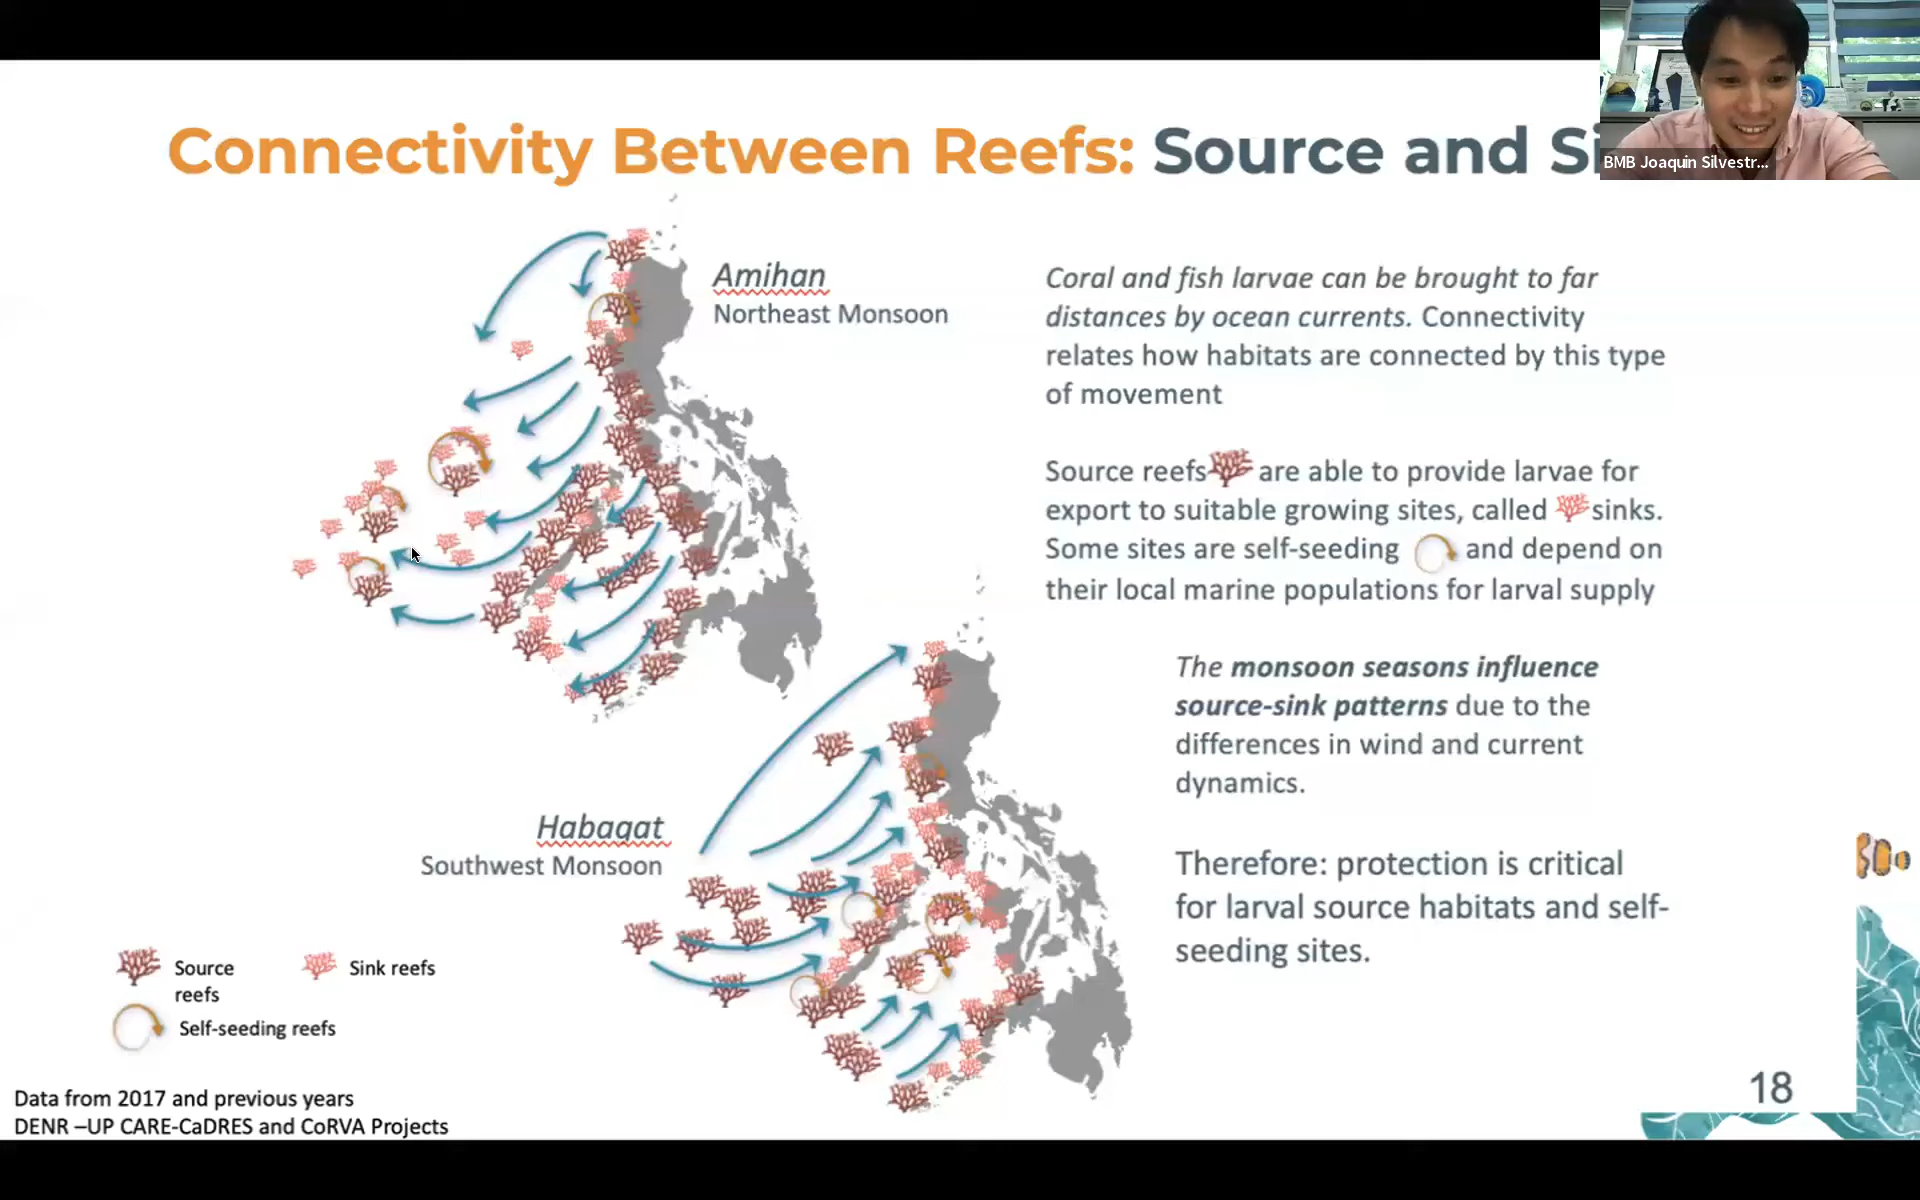 BMB Joaquin Silvestr...
Connectivity Between Reefs: Source and Si
Amihan
Northeast Monsoon
Coral and fish larvae can be brought to far
distances by ocean currents. Connectivity
relates how habitats are connected by this type
of movement
Source reefs are able to provide larvae for
export to suitable growing sites, called sinks.
Some sites are self-seeding and depend on
their local marine populations for larval supply
The monsoon seasons influence
source-sink patterns due to the
differences in wind and current
dynamics.
Therefore: protection is critical
for larval source habitats and self-
seeding sites.
Habagat
Southwest Monsoon
Source
reefs
Sink reefs
Self-seeding reefs
Data from 2017 and previous years
DENR –UP CARE-CaDRES and CoRVA Projects
18